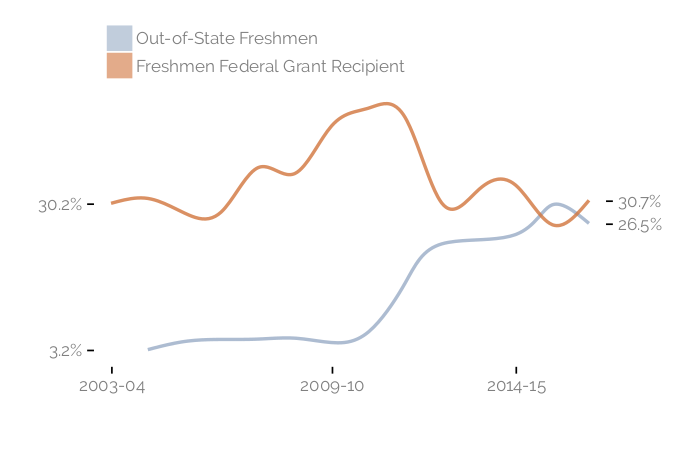 Out-of-State Freshmen
Freshmen Federal Grant Recipient
30.2%
30.7%
26.5%
3.2%
2003-04 2009-10 2014-15